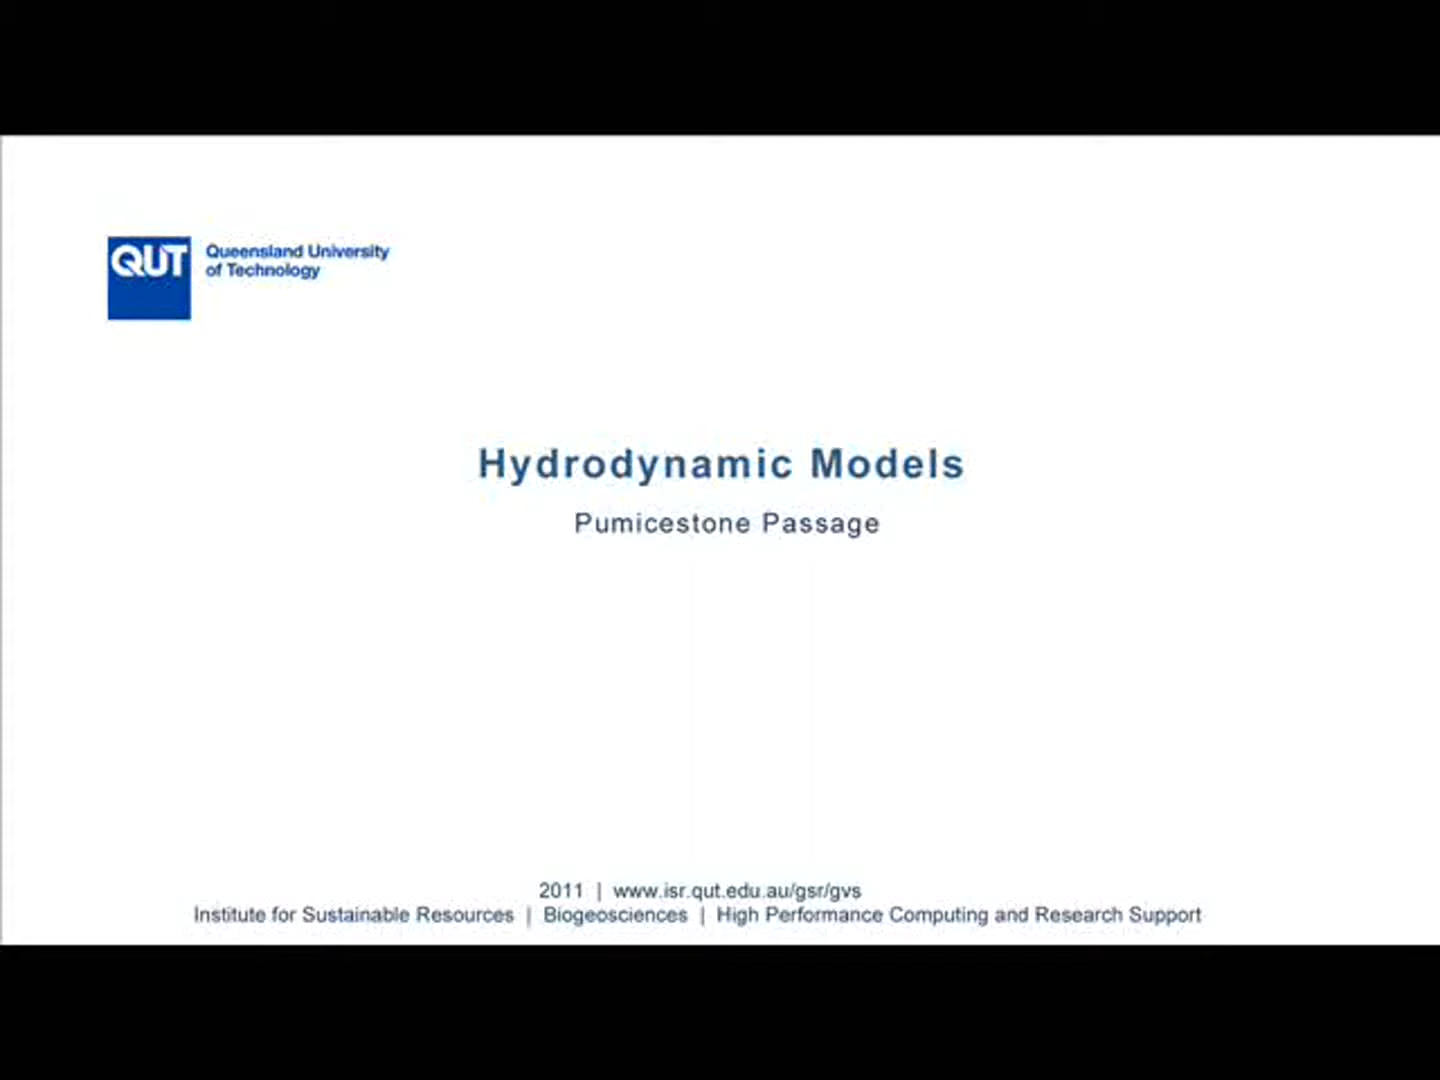 QUT
Queensland University
of Technology
Hydrodynamic Models
Pumicestone Passage
2011 | www.isr.qut.edu.au/gsr/gvs
Institute for Sustainable Resources | Biogeosciences | High Performance Computing and Research Support